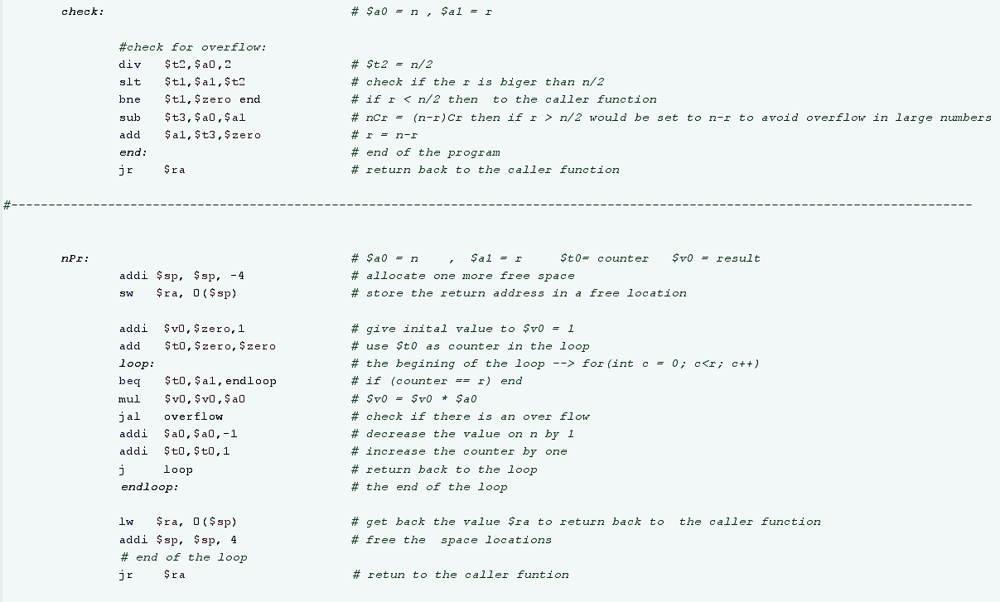 check: # $a0 = n , $a1 = r
#check for overflow:
div $t2,$a0,2 # $t2 = n/2
slt $t1,$a1,$t2 # check if the r is biger than n/2
bne $t1,$zero end # if r < n/2 then to the caller function
sub $t3,$a0,$a1 # nCr = (n-r)Cr then if r > n/2 would be set to n-r to avoid overflow in large numbers
add $a1,$t3,$zero # r = n-r
end: # end of the program
jr $ra # return back to the caller function
#---------------------------------------------------------------------------------------------------------------------------------
nPr: # $a0 = n , $a1 = r $t0= counter $v0 = result
addi $sp, $sp, -4 # allocate one more free space
sw $ra, 0($sp) # store the return address in a free location
addi $v0,$zero,1 # give inital value to $v0 = 1
add $t0,$zero,$zero # use $t0 as counter in the loop
loop: # the begining of the loop --> for(int c = 0; c<r; c++)
beq $t0,$a1,endloop # if (counter == r) end
mul $v0,$v0,$a0 # $v0 = $v0 * $a0
jal overflow # check if there is an over flow
addi $a0,$a0,-1 # decrease the value on n by 1
addi $t0,$t0,1 # increase the counter by one
j loop # return back to the loop
endloop: # the end of the loop
lw $ra, 0($sp) # get back the value $ra to return back to the caller function
addi $sp, $sp, 4 # free the space locations
# end of the loop
jr $ra # retun to the caller funtion